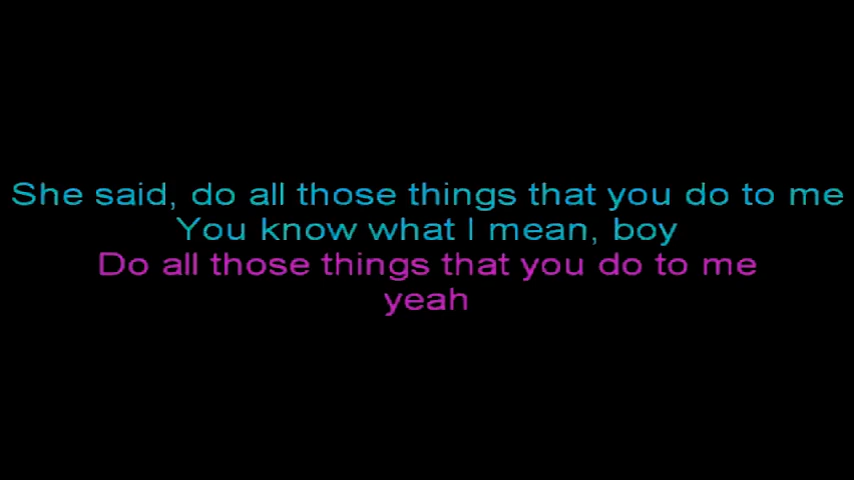 She said, do all those things that you do to me
You know what I mean, boy
Do all those things that you do to me
yeah